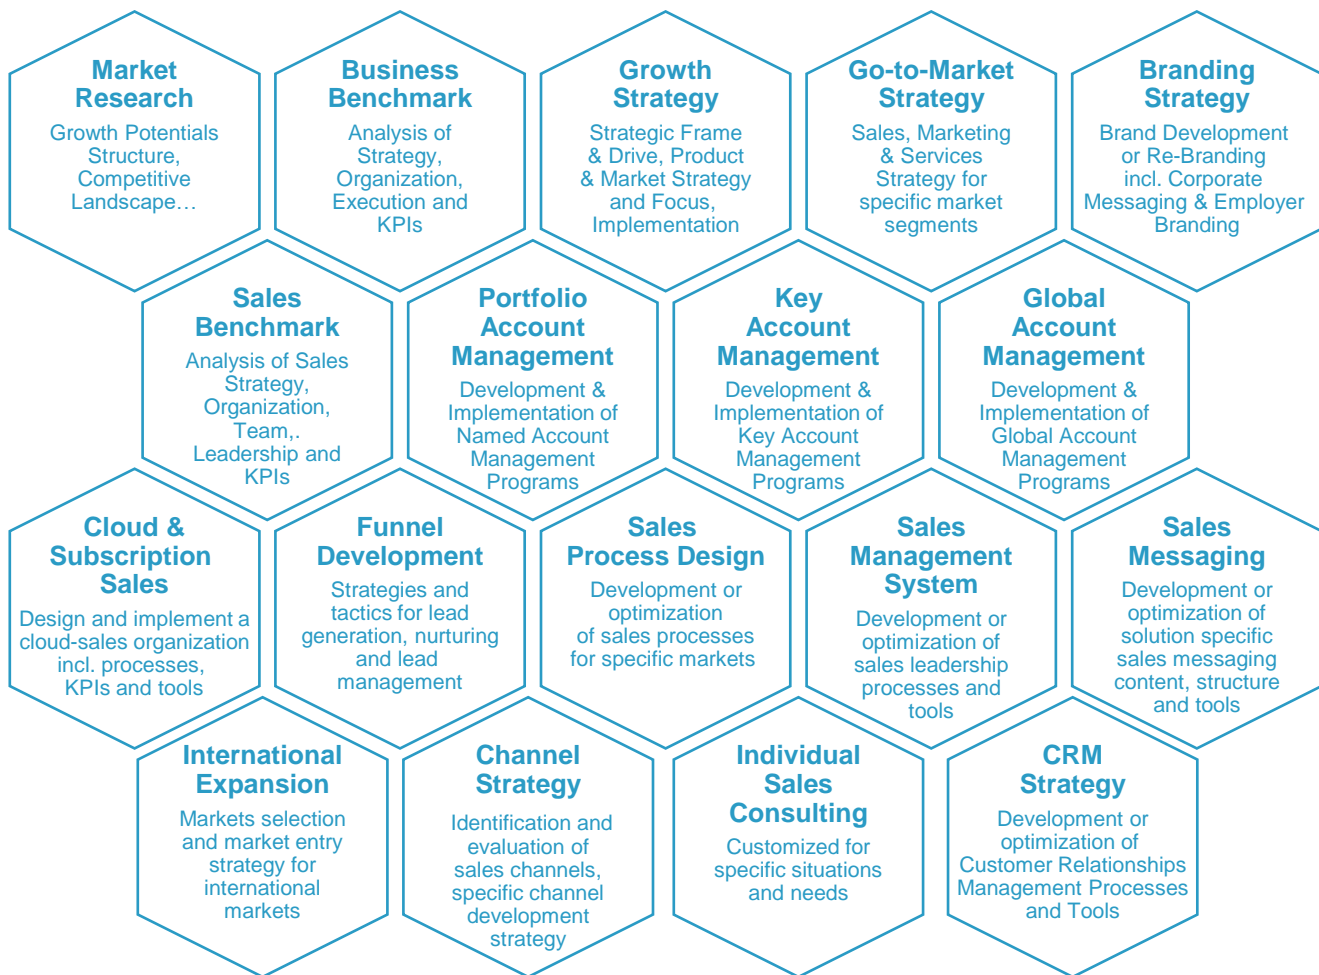 Market
Research
Growth Potentials
Structure,
Competitive
Landscape…
Business
Benchmark
Analysis of
Strategy,
Organization,
Execution and
KPIs
Growth
Strategy
Strategic Frame
& Drive, Product
& Market Strategy
and Focus,
Implementation
Go-to-Market
Strategy
Sales, Marketing
& Services
Strategy for
specific market
segments
Branding
Strategy
Brand Development
or Re-Branding
incl. Corporate
Messaging & Employer
Branding
Sales
Benchmark
Analysis of Sales
Strategy,
Organization,
Team,.
Leadership and
KPIs
Portfolio
Account
Management
Development &
Implementation of
Named Account
Management
Programs
Key
Account
Management
Development &
Implementation of
Key Account
Management
Programs
Global
Account
Management
Development &
Implementation of
Global Account
Management
Programs
Cloud &
Subscription
Sales
Design and implement a
cloud-sales organization
incl. processes,
KPIs and tools
Funnel
Development
Strategies and
tactics for lead
generation, nurturing
and lead
management
Sales
Process Design
Development or
optimization
of sales processes
for specific markets
Sales
Management
System
Development or
optimization of
sales leadership
processes and
tools
Sales
Messaging
Development or
optimization of
solution specific
sales messaging
content, structure
and tools
International
Expansion
Markets selection
and market entry
strategy for
international
markets
Channel
Strategy
Identification and
evaluation of
sales channels,
specific channel
development
strategy
Individual
Sales
Consulting
Customized for
specific situations
and needs
CRM
Strategy
Development or
optimization of
Customer Relationships
Management Processes
and Tools